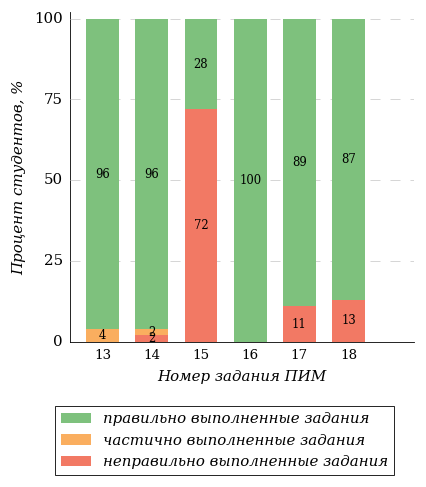 100
75
50
25
0
Процент студентов, %
96
4
96
2
2
28
72
100
89
11
87
13
13 14 15 16 17 18
Номер задания ПИМ
правильно выполненные задания
частично выполненные задания
неправильно выполненные задания